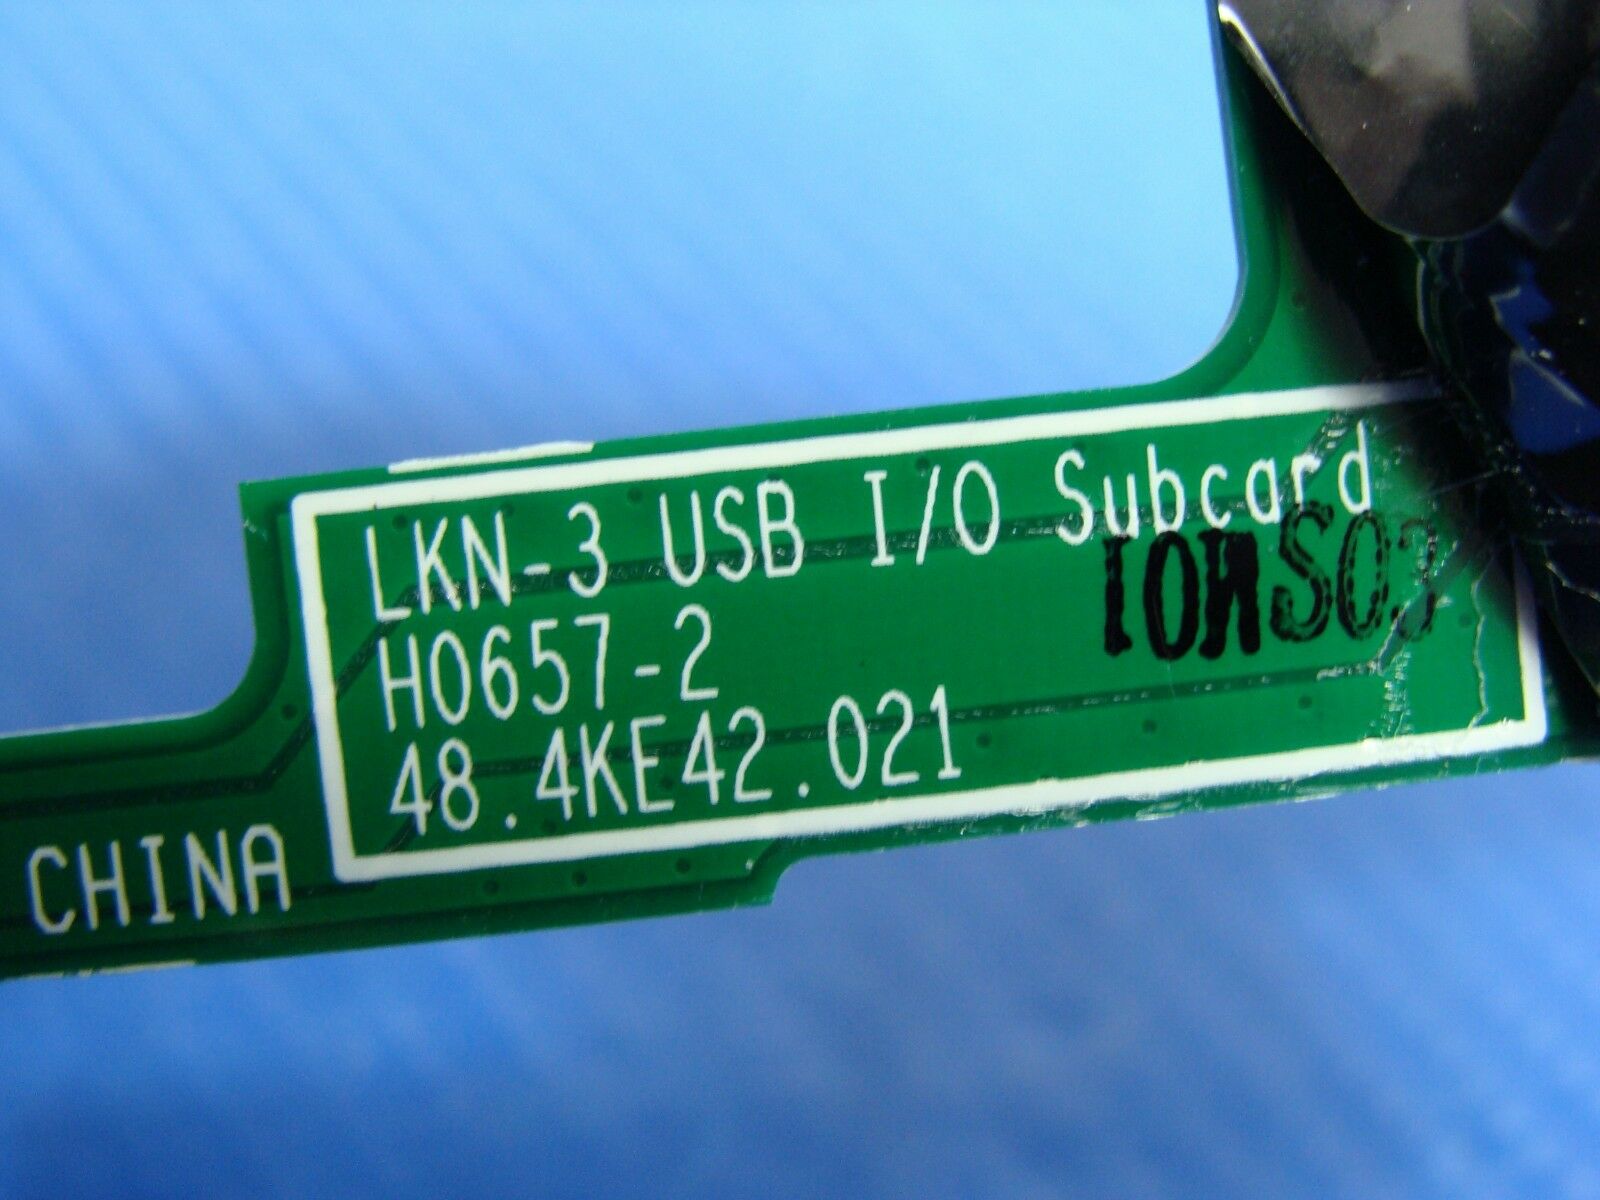 LKN-3 USB I/O Subcard
H0657-2
48.4KE42.021
CHINA